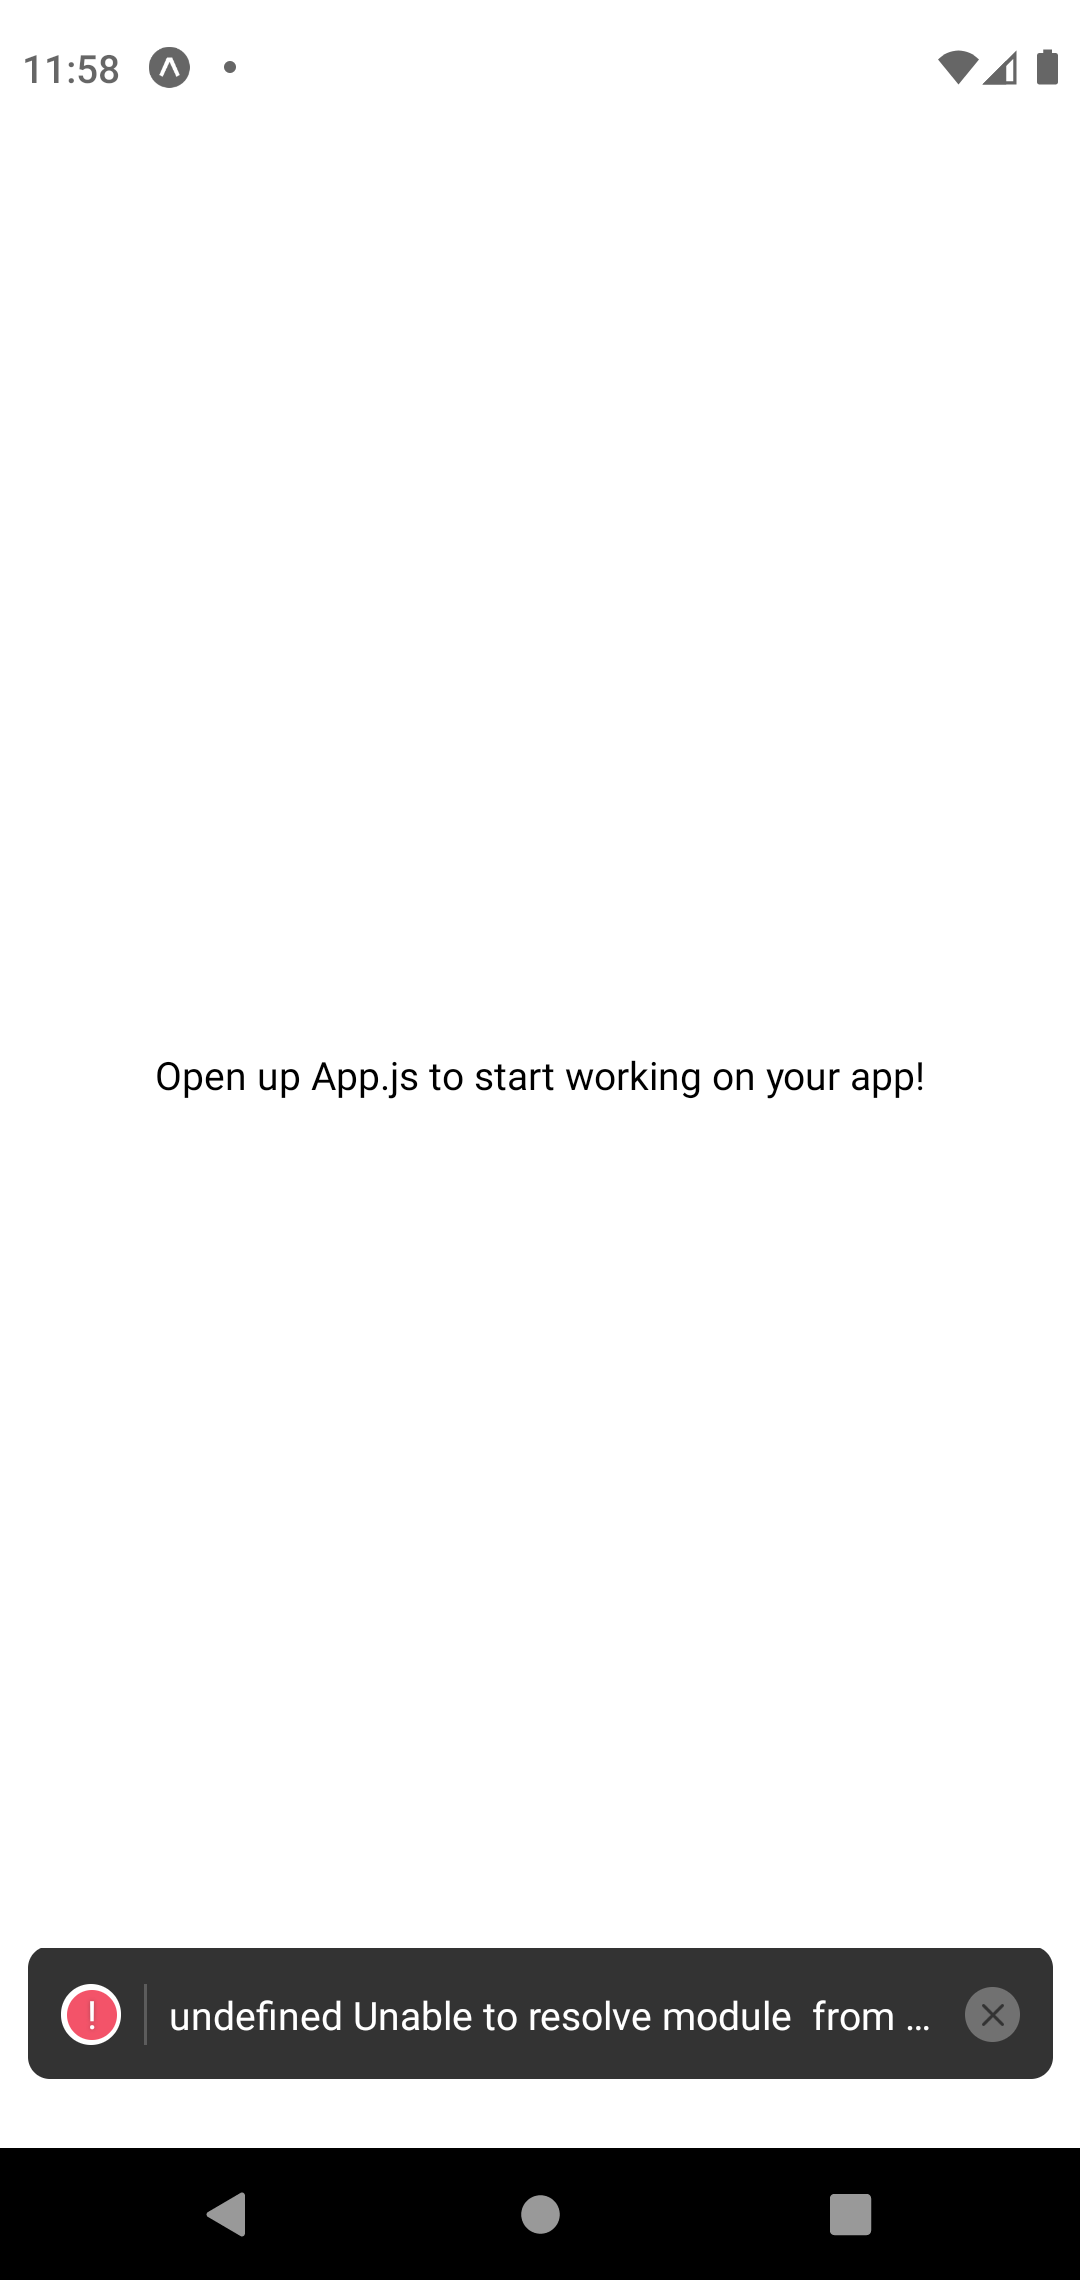 11:58
Open up App.js to start working on your app!
undefined Unable to resolve module  from ...